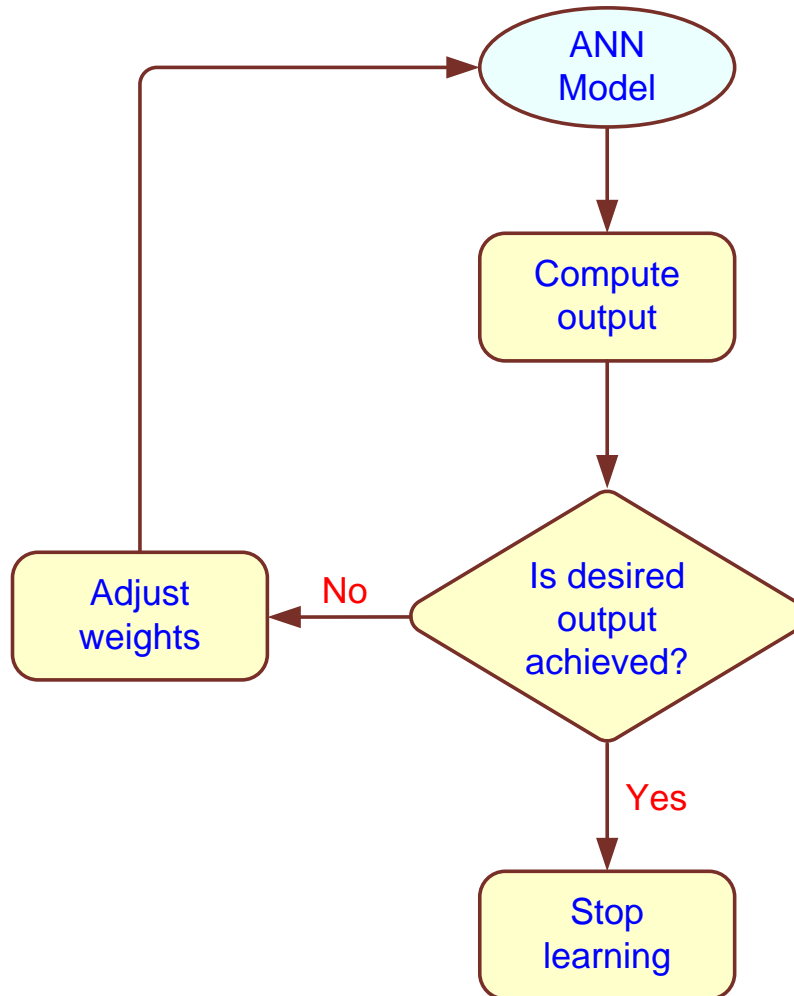 ANN
Model
Compute
output
Is desired
output
achieved?
No
Adjust
weights
Yes
Stop
learning